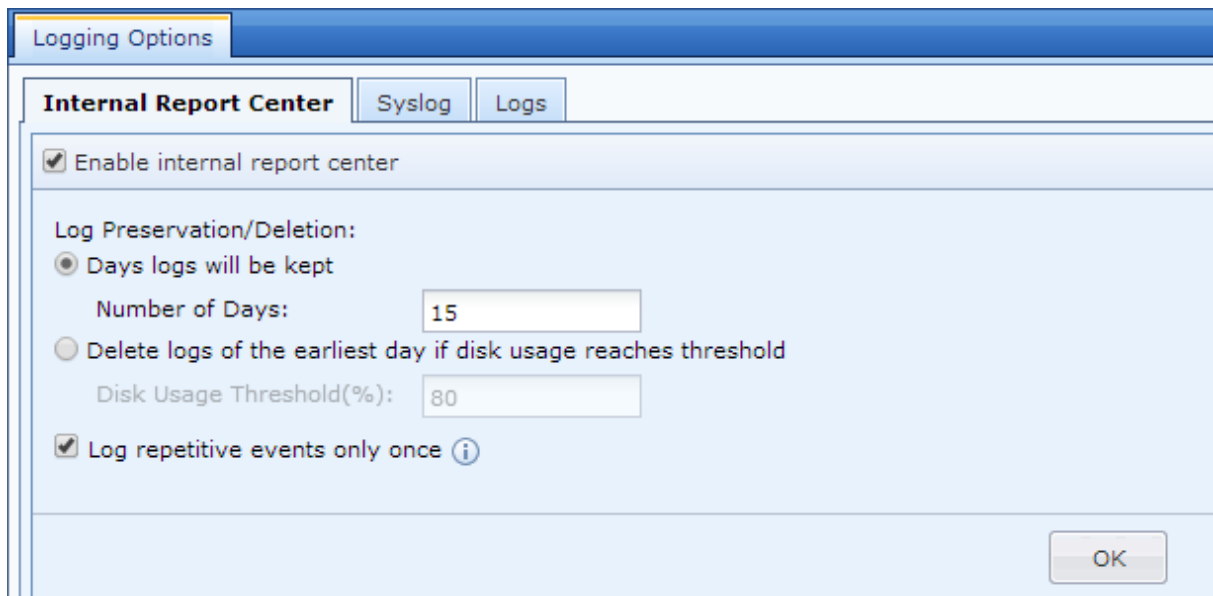 Logging Options
Internal Report Center Syslog Logs
Enable internal report center
Log Preservation/Deletion:
Days logs will be kept
Number of Days: 15
Delete logs of the earliest day if disk usage reaches threshold
Disk Usage Threshold(%): 80
Log repetitive events only once
OK